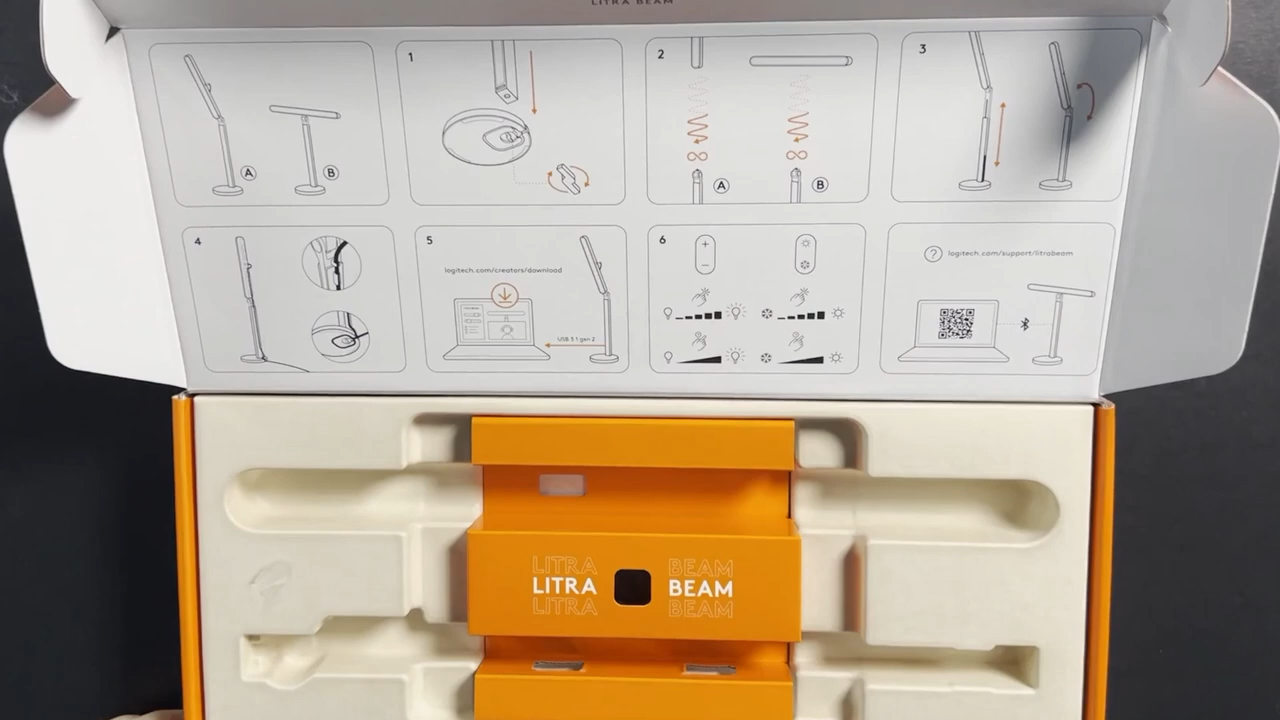 LITRA BEAM
A
B
1
2
A
B
3
4
5
logitech.com/creators/download
USB 3.1 gen 2
6
+
−
?
logitech.com/support/litrabeam
LITRA BEAM
LITRA BEAM
LITRA BEAM